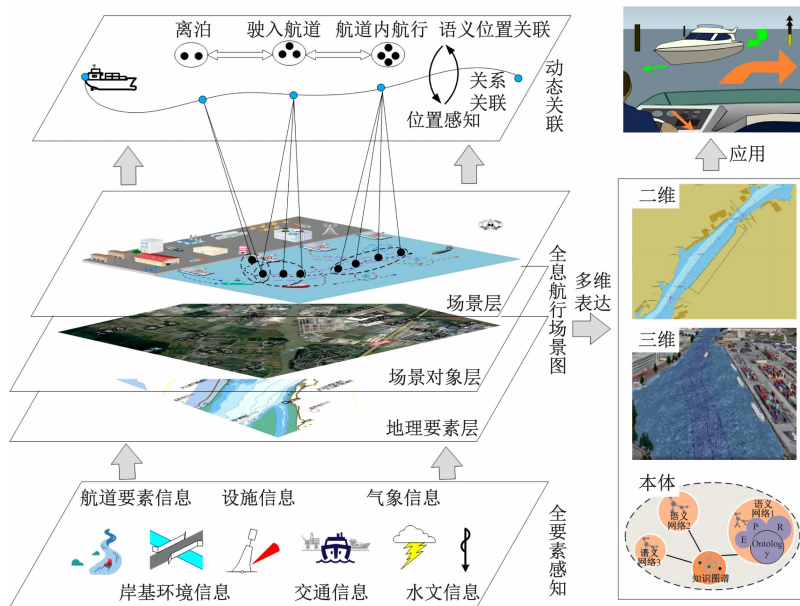 离泊
驶入航道
航道内航行
语义位置关联
关系
关联
位置感知
动态关联
场景层
场景对象层
地理要素层
全息航行场景图
多维
表达
航道要素信息
设施信息
气象信息
岸基环境信息
交通信息
水文信息
全要素感知
应用
二维
三维
本体
语义
网络2
语义
网络1
P
R
E
Ontolog
y
语义
网络3
知识图谱